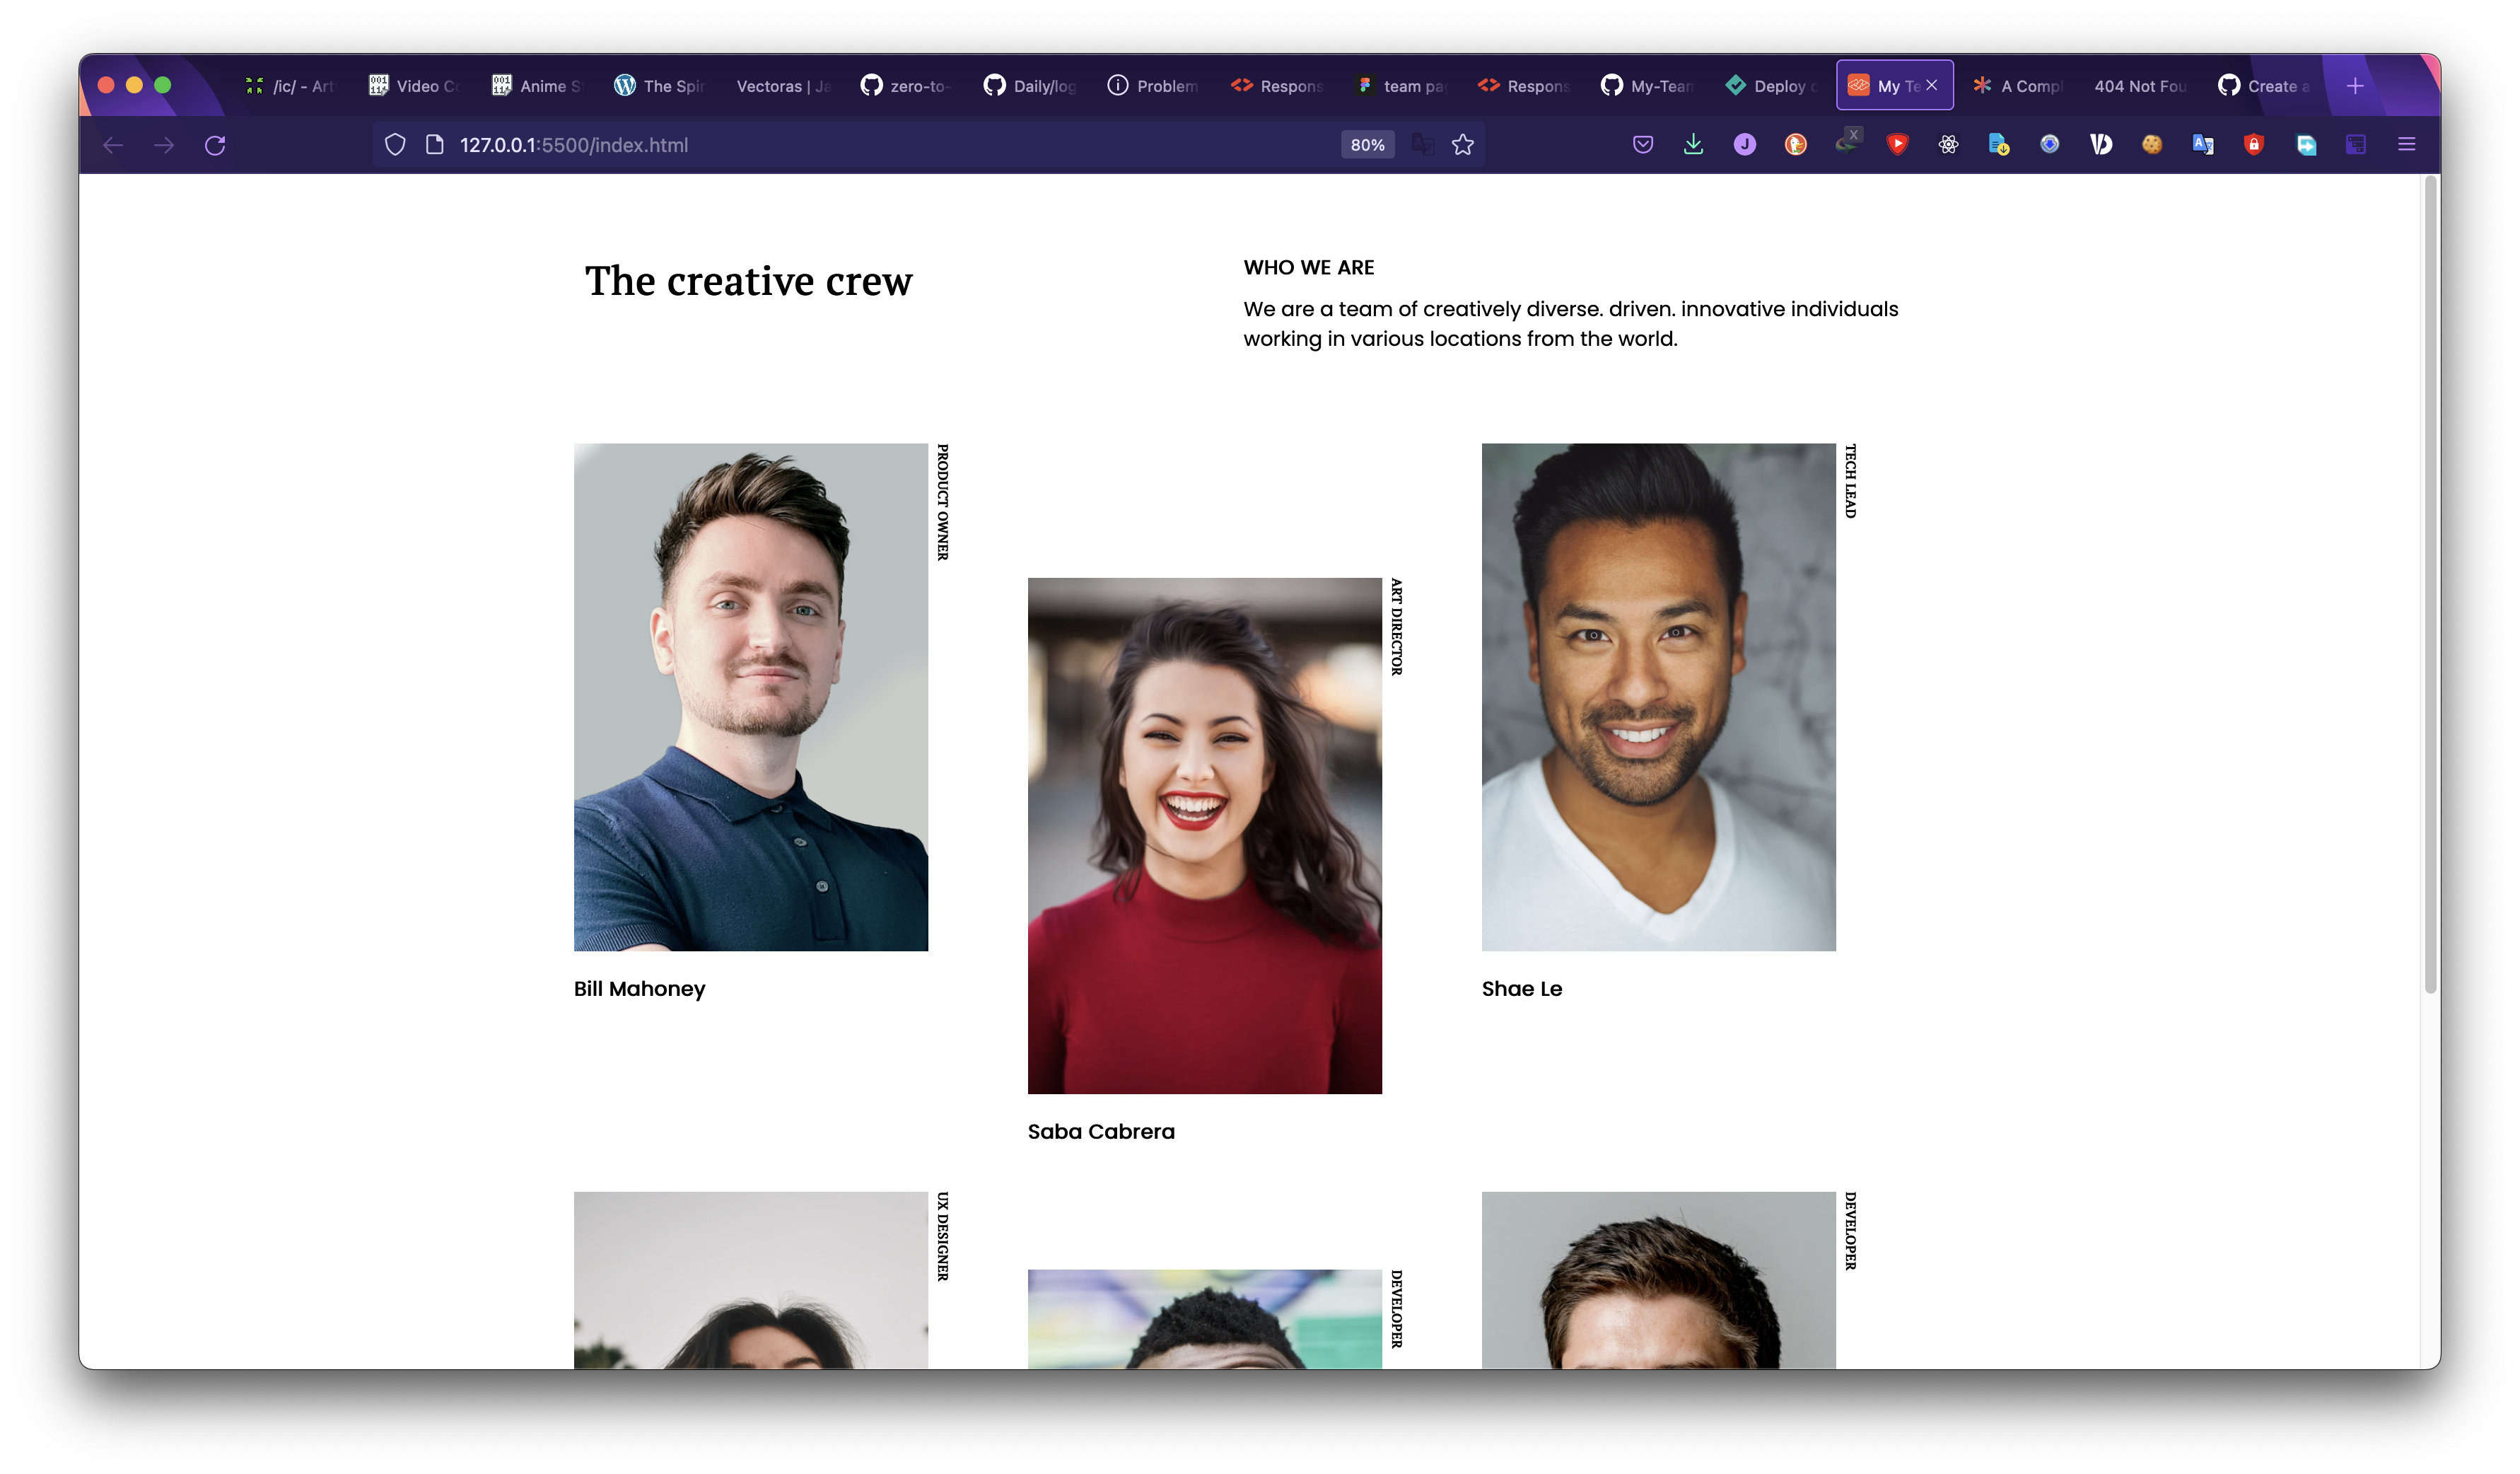 /ic/ - Art
Video Co
Anime S
The Spir
Vectoras | Ja
zero-to-
Daily/log
Problem
Respons
team pa
Respons
My-Team
Deploy
My Te
A Compl
404 Not Fou
Create a
127.0.0.1:5500/index.html
80%
J
X
The creative crew
WHO WE ARE
We are a team of creatively diverse. driven. innovative individuals
working in various locations from the world.
PRODUCT OWNER
ART DIRECTOR
TECH LEAD
Bill Mahoney
Shae Le
Saba Cabrera
UX DESIGNER
DEVELOPER
DEVELOPER